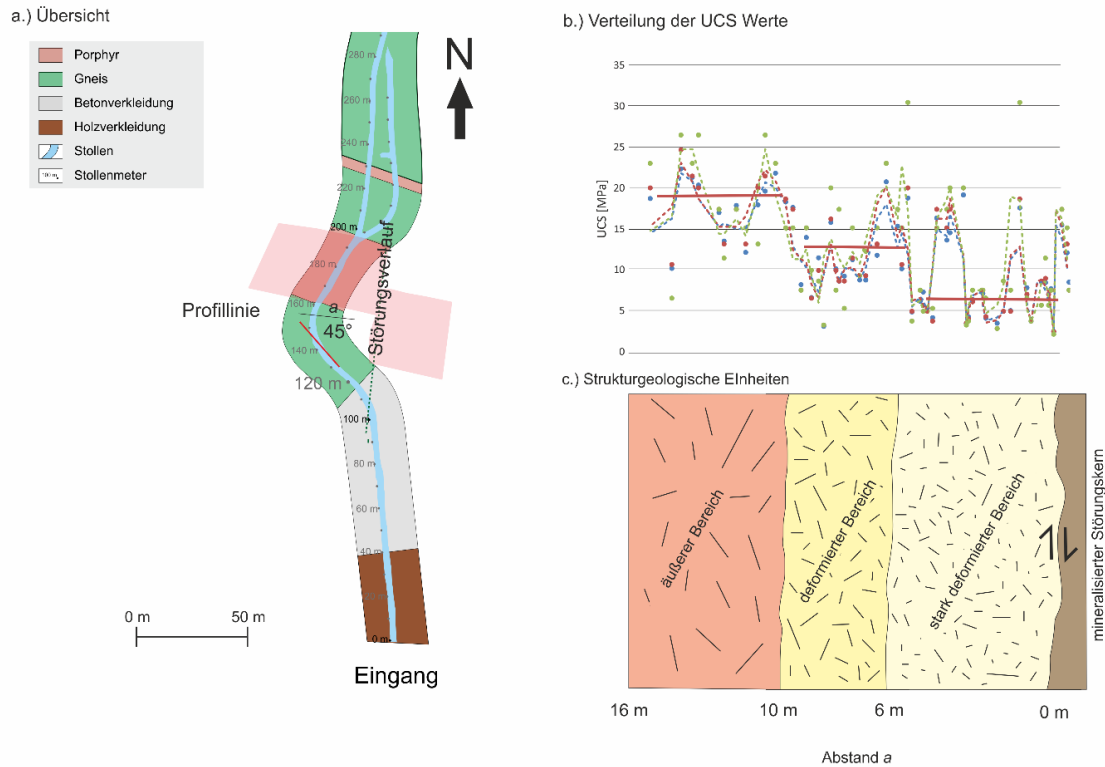 a.) Übersicht
Porphyr
Gneis
Betonverkleidung
Holzverkleidung
Stollen
100 m
Stollenmeter
N
280 m
260 m
240 m
220 m
200 m
180 m
160 m
140 m
120 m
100 m
80 m
60 m
40 m
20 m
0 m
Profillinie
a
45°
Störungsverlauf
0 m 50 m
Eingang
b.) Verteilung der UCS Werte
UCS [MPa]
35
30
25
20
15
10
5
0
c.) Strukturgeologische EInheiten
äußerer Bereich
deformierter Bereich
stark deformierter Bereich
mineralisierter Störungskern
16 m 10 m 6 m 0 m
Abstand a